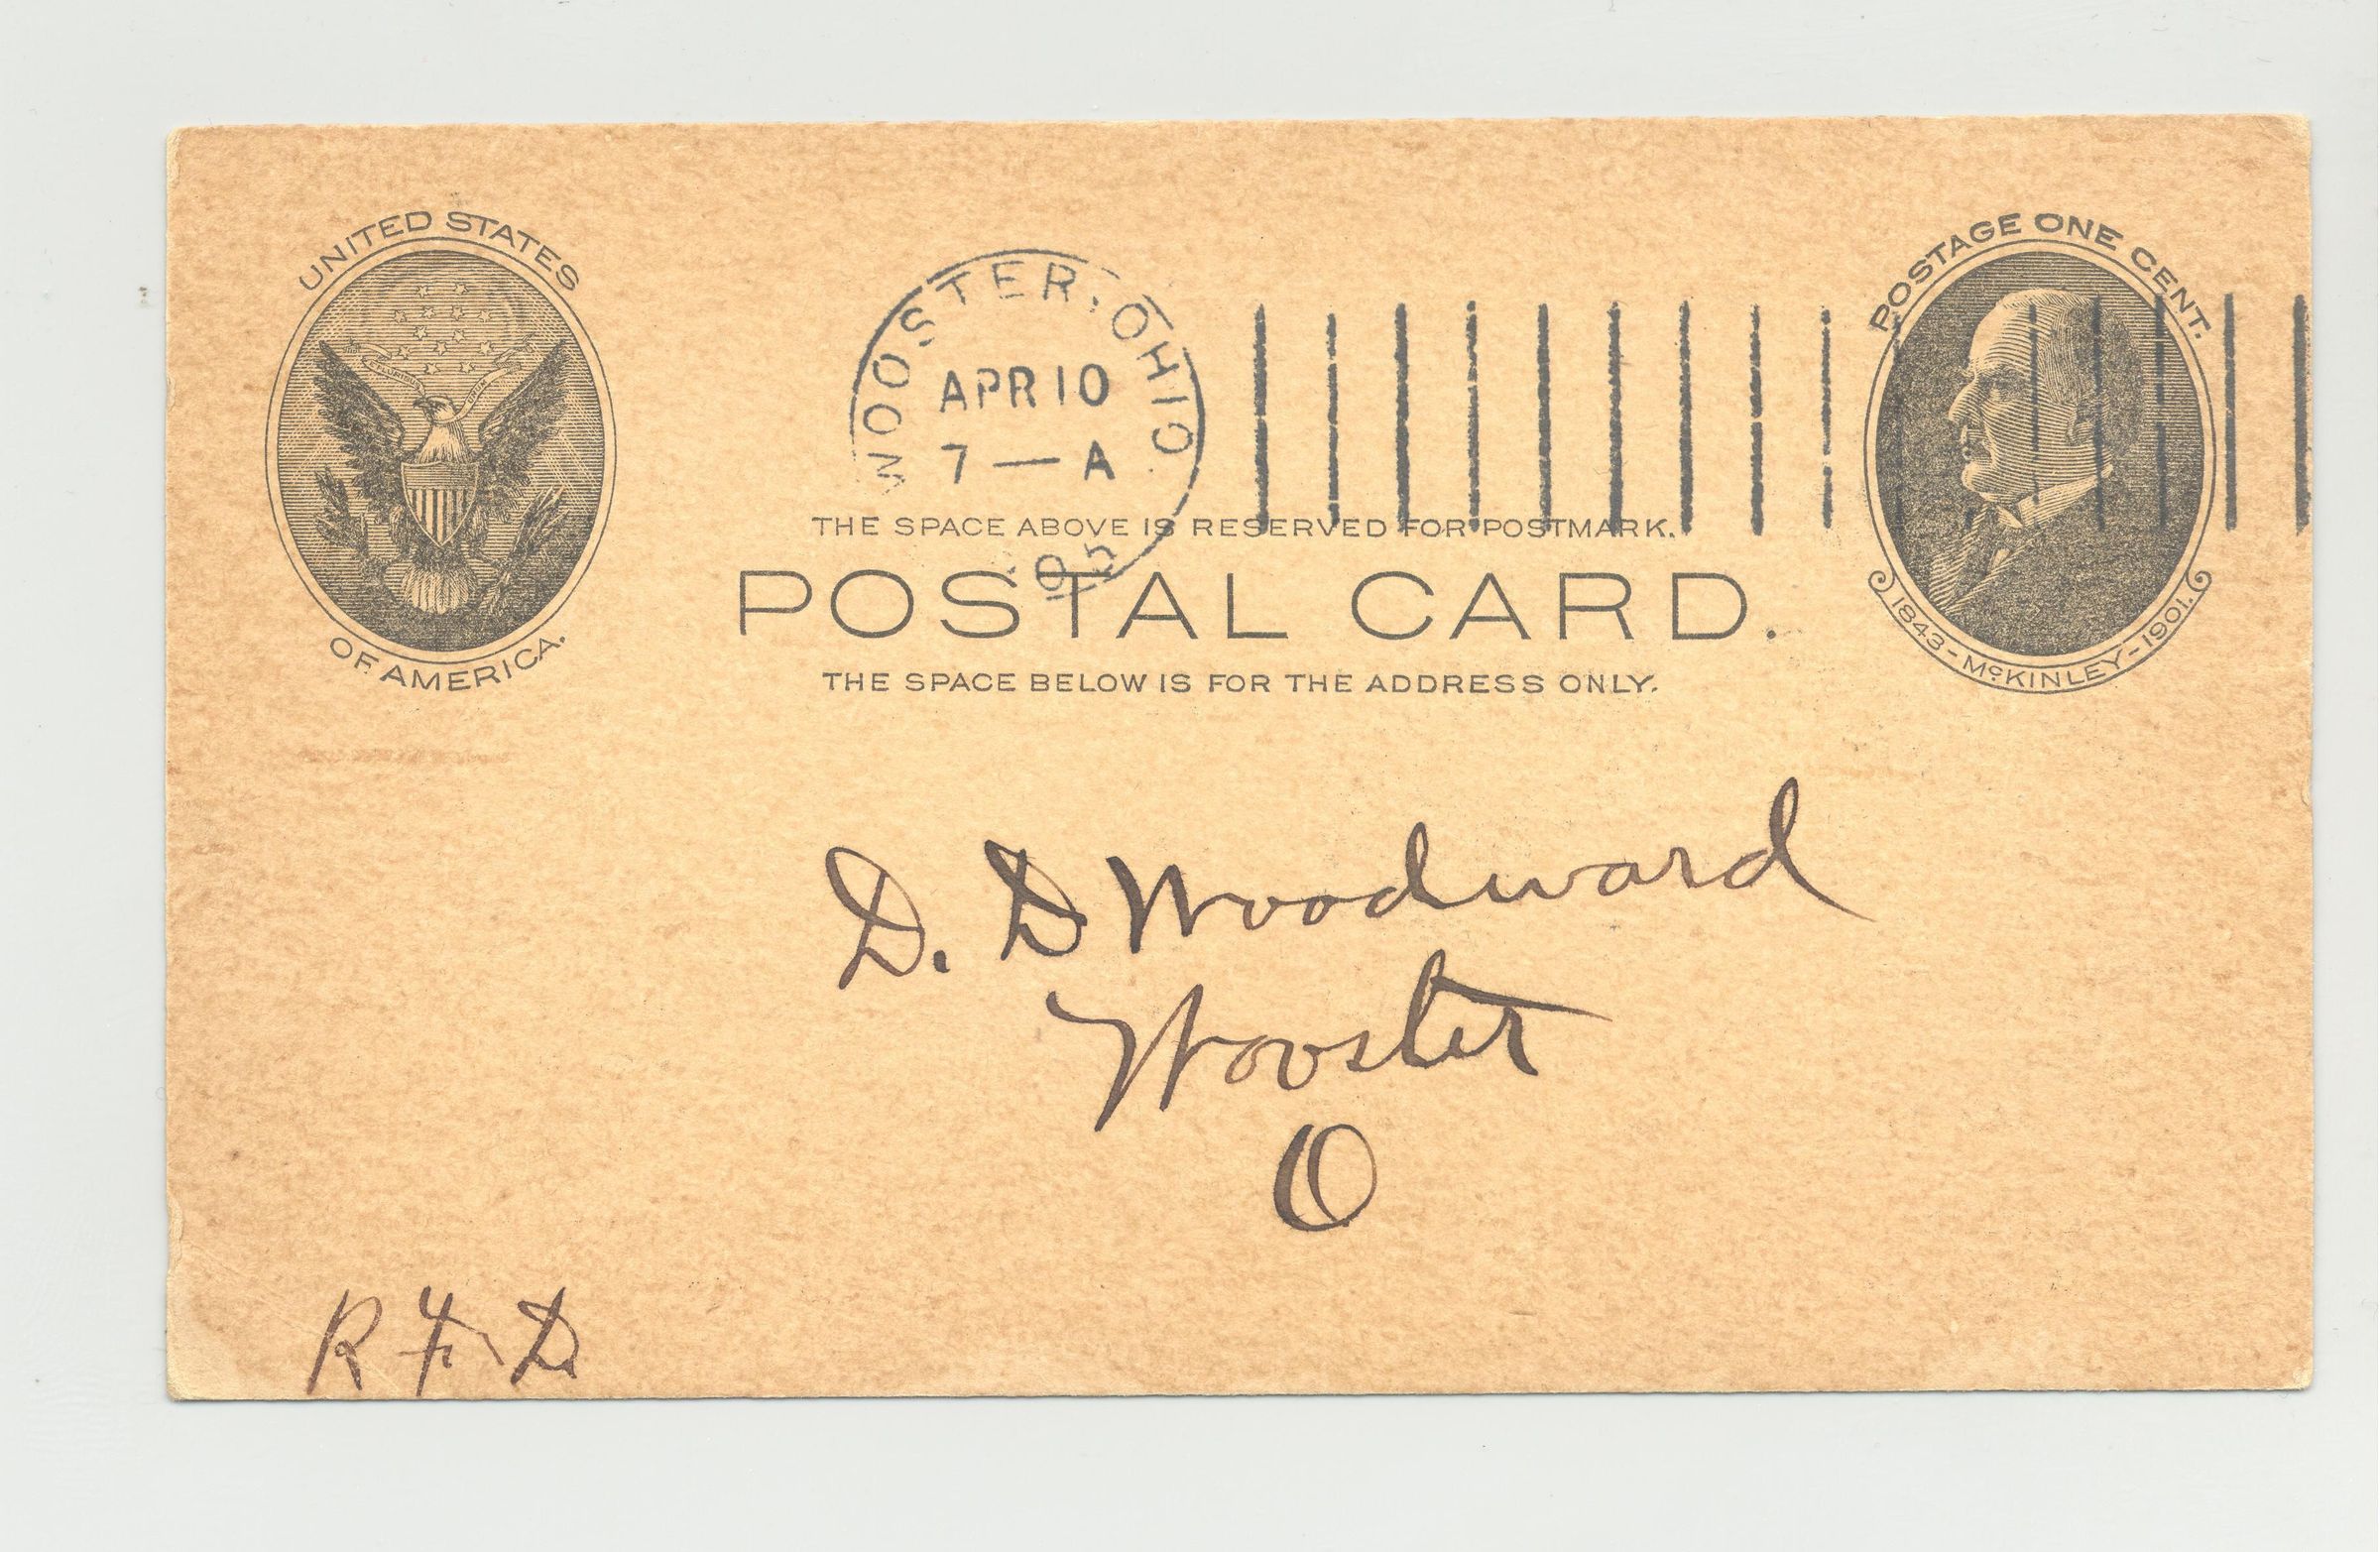 UNITED STATES
OF AMERICA.
WOOSTER, OHIO.
APR 10
7 — A
05
POSTAGE ONE CENT.
1843 - McKINLEY - 1901.
THE SPACE ABOVE IS RESERVED FOR POSTMARK.
POSTAL CARD.
THE SPACE BELOW IS FOR THE ADDRESS ONLY.
D. D Woodward
Wooster
O
R F D